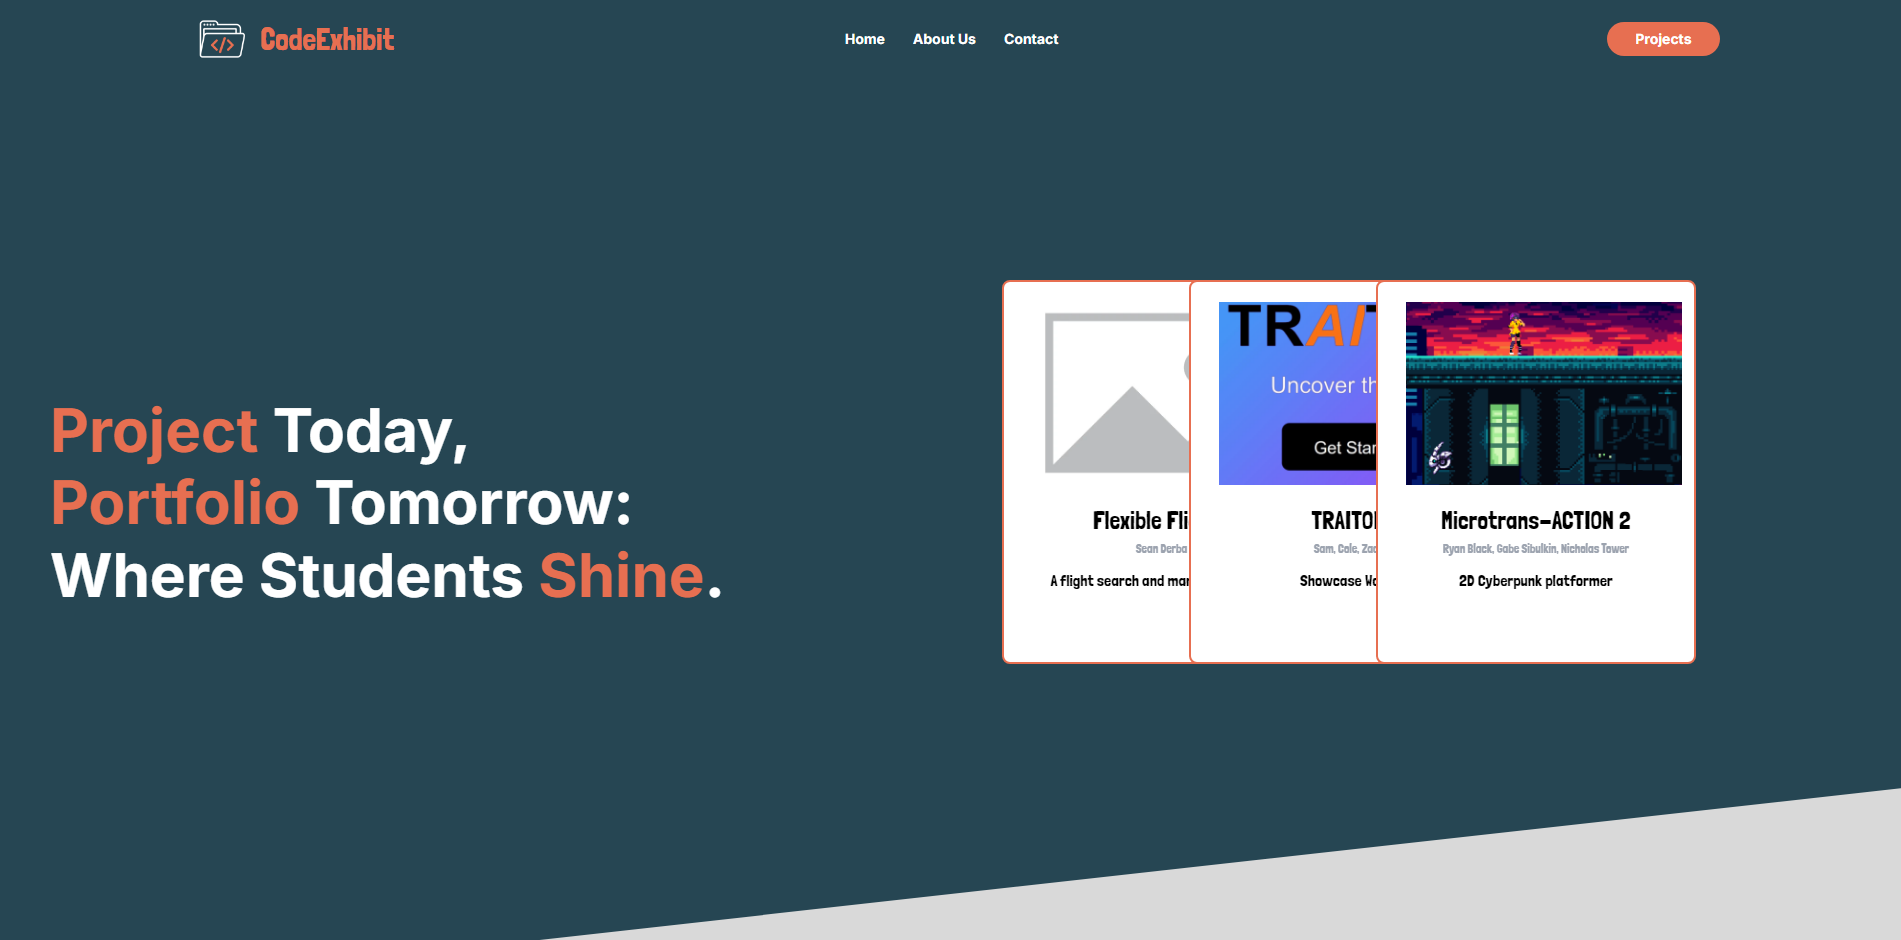 CodeExhibit
Home About Us Contact
Projects
Project Today,
Portfolio Tomorrow:
Where Students Shine.
Flexible Fli
Sean Derba
A flight search and mar
TRAIT
Uncover th
Get Star
TRAITO
Sam, Cole, Zac
Showcase Wo
Microtrans-ACTION 2
Ryan Black, Gabe Sibulkin, Nicholas Tower
2D Cyberpunk platformer